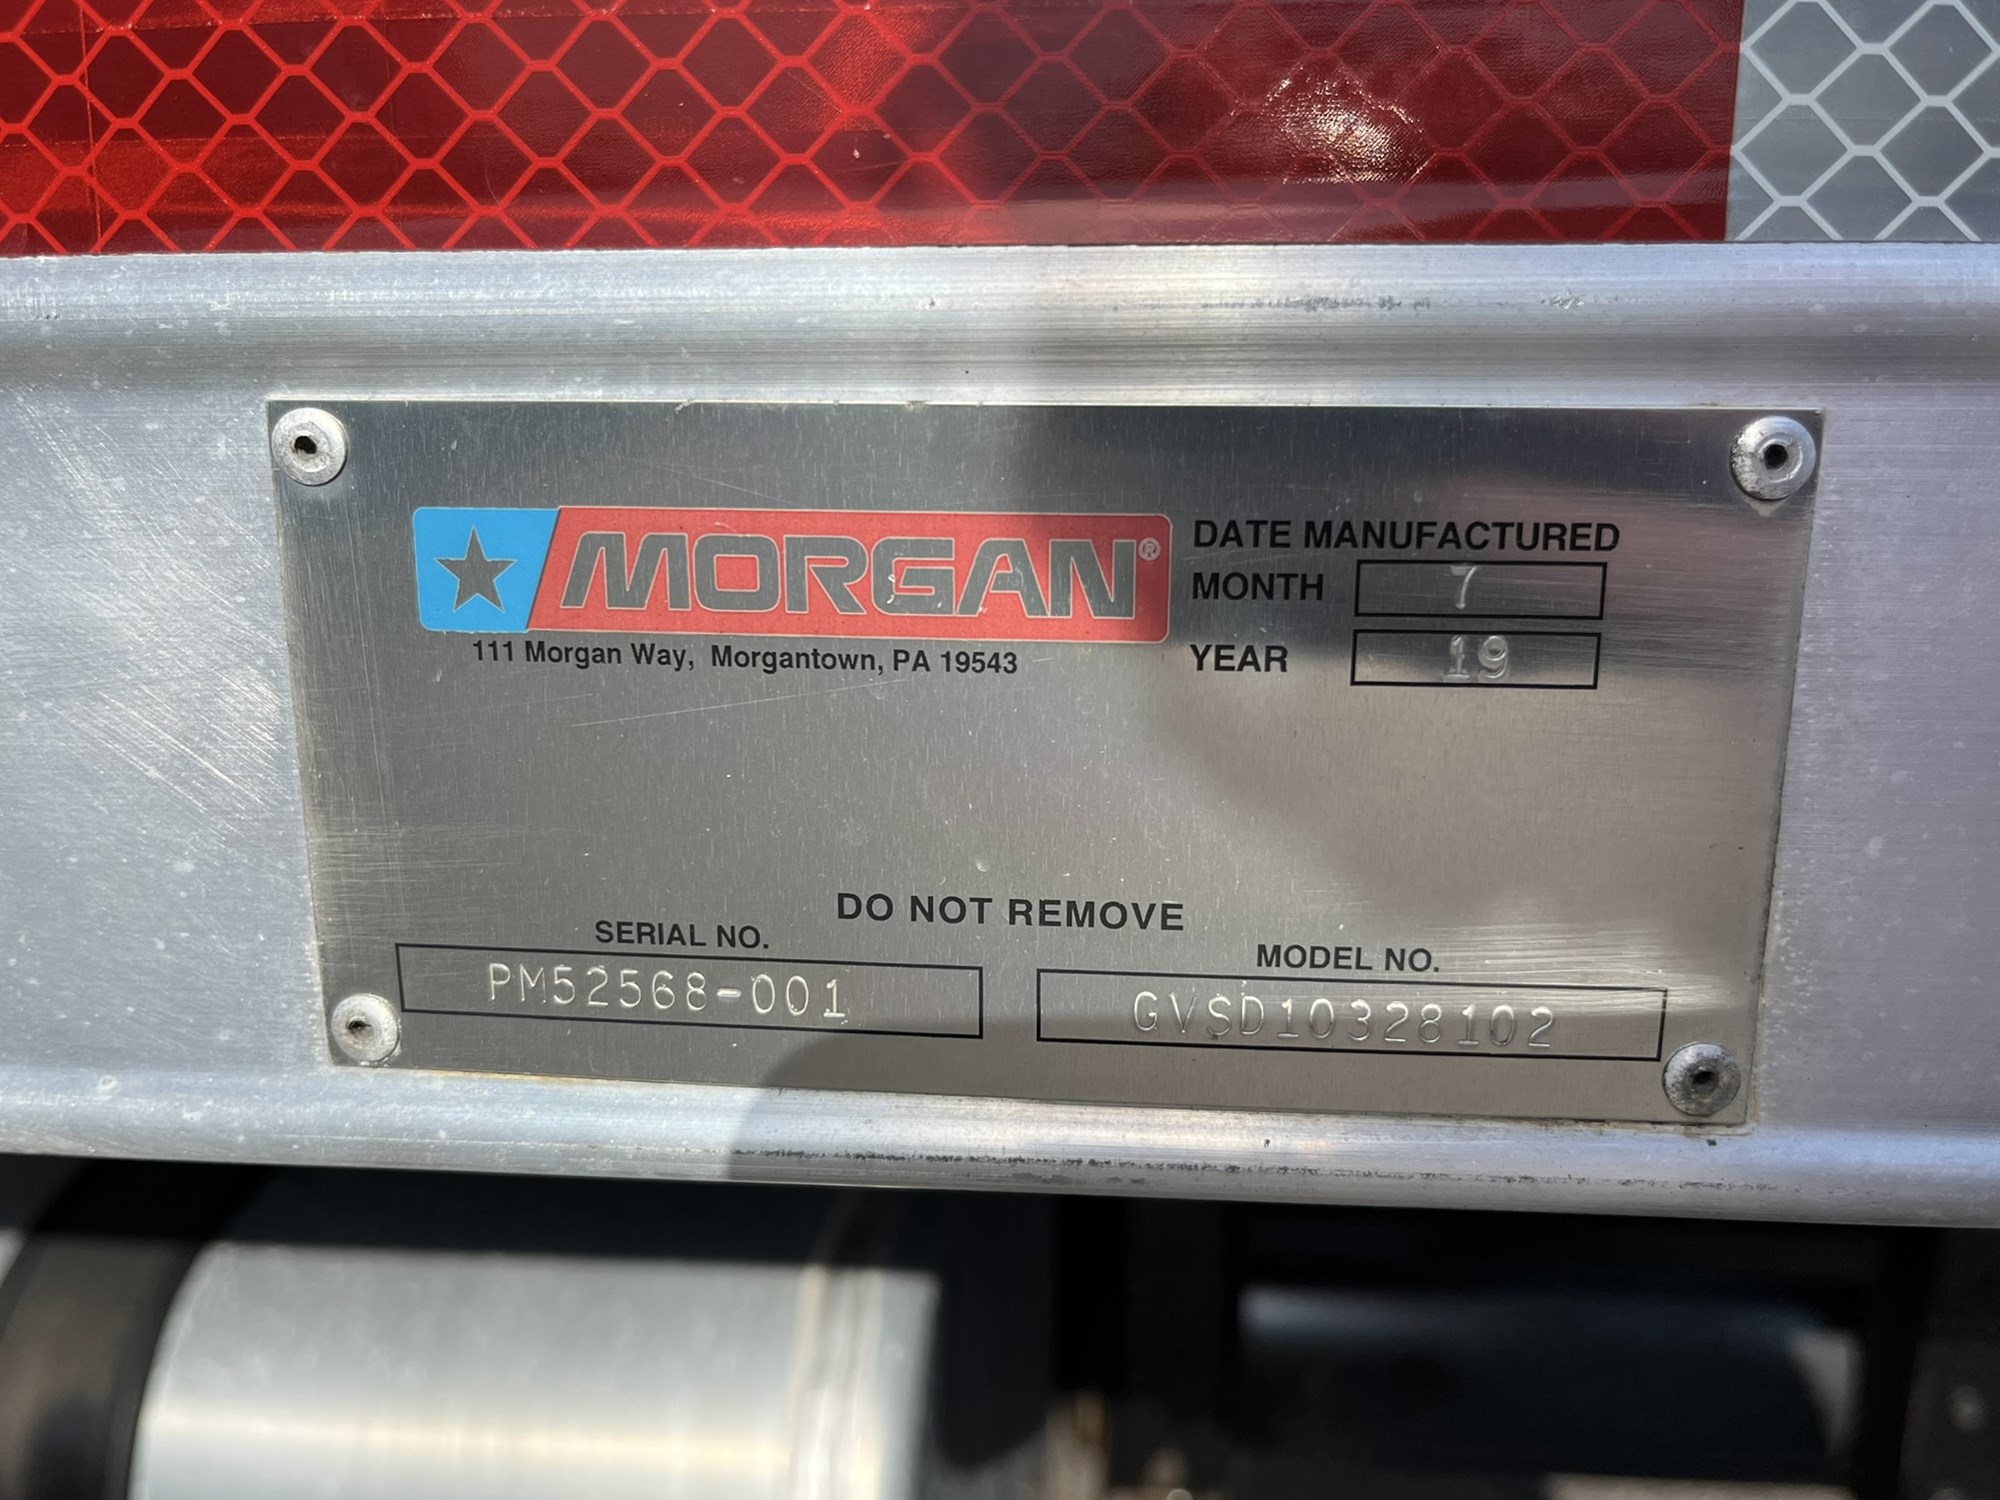 MORGAN®
111 Morgan Way, Morgantown, PA 19543
DATE MANUFACTURED
MONTH 7
YEAR 19
DO NOT REMOVE
SERIAL NO.
PM52568-001
MODEL NO.
GVSD10328102